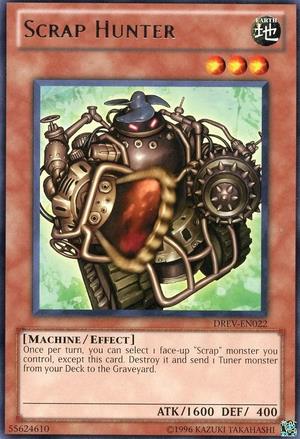 SCRAP HUNTER
EARTH
地
DREV-EN022
[MACHINE / EFFECT]
Once per turn, you can select 1 face-up "Scrap" monster you
control, except this card. Destroy it and send 1 Tuner monster
from your Deck to the Graveyard.
ATK/1600 DEF/ 400
55624610
©1996 KAZUKI TAKAHASHI